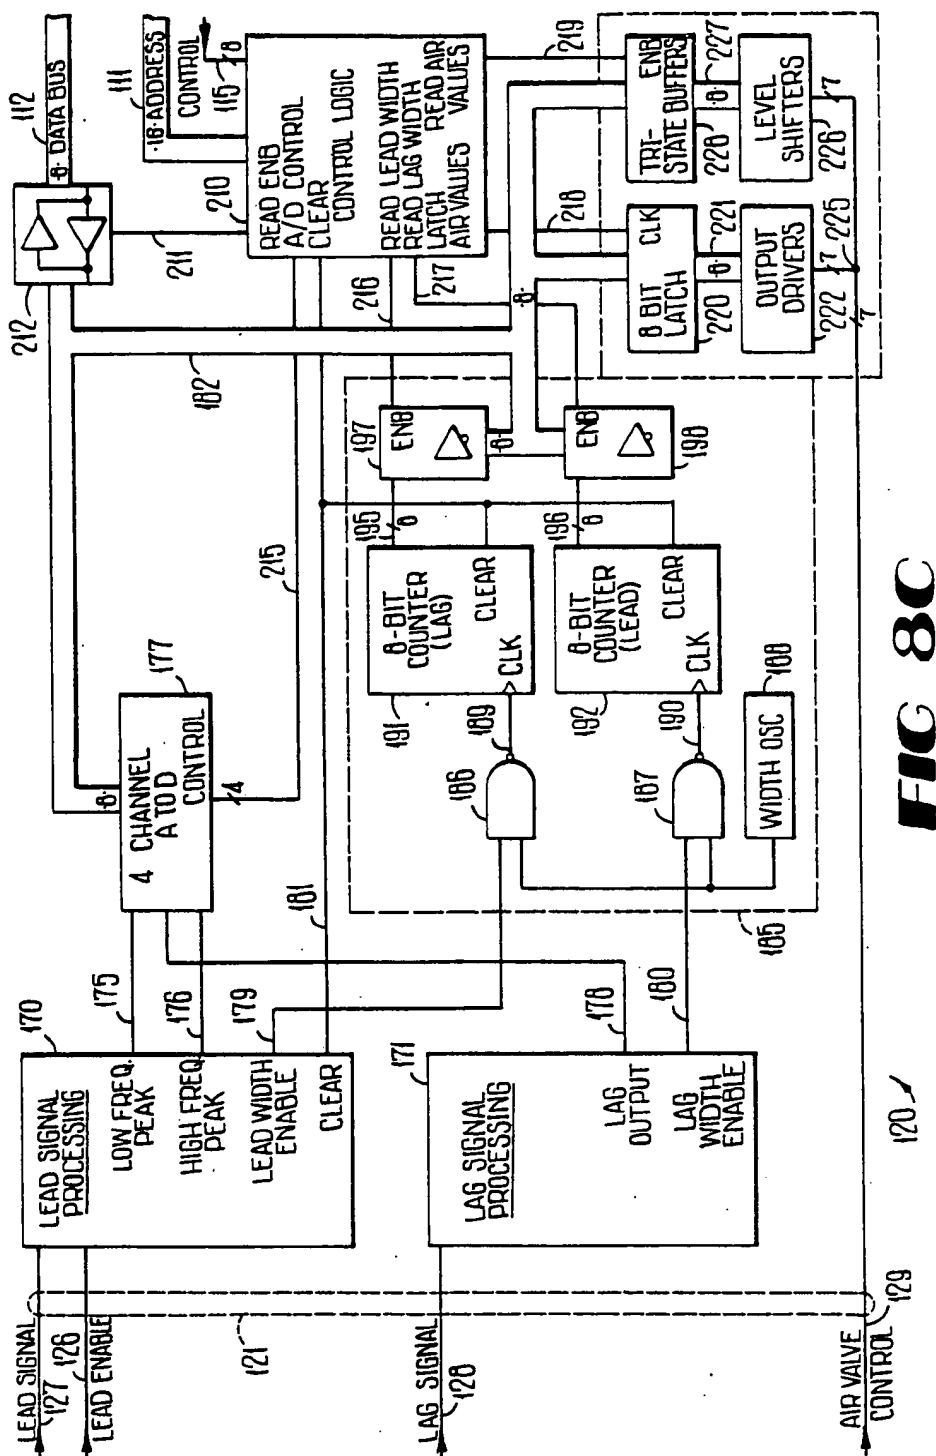 LEAD SIGNAL
127
126
LEAD ENABLE
121
LAG SIGNAL
128
AIR VALVE
CONTROL
129
120
170
LEAD SIGNAL
PROCESSING
LOW FREQ.
PEAK
HIGH FREQ.
PEAK
LEAD WIDTH
ENABLE
CLEAR
171
LAG SIGNAL
PROCESSING
LAG
OUTPUT
LAG
WIDTH
ENABLE
175
176
179
181
178
180
185
177
4 CHANNEL
A TO D
CONTROL
8
4
215
186
187
188
WIDTH OSC
189
190
191
8-BIT
COUNTER
(LAG)
CLEAR
CLK
192
8-BIT
COUNTER
(LEAD)
CLEAR
CLK
195
8
196
8
197
ENB
8
198
ENB
182
212
8
DATA BUS
112
211
210
READ ENB
A/D CONTROL
CLEAR
CONTROL LOGIC
READ LEAD WIDTH
READ LAG WIDTH
LATCH READ AIR
AIR VALUES VALUES
111
16
ADDRESS
CONTROL
115
8
216
217
8
218
219
8 BIT
LATCH
CLK
220
8
221
OUTPUT
DRIVERS
222
7
225
7
TRI-
STATE BUFFERS
ENB
228
8
227
LEVEL
SHIFTERS
226
7
FIG 8C